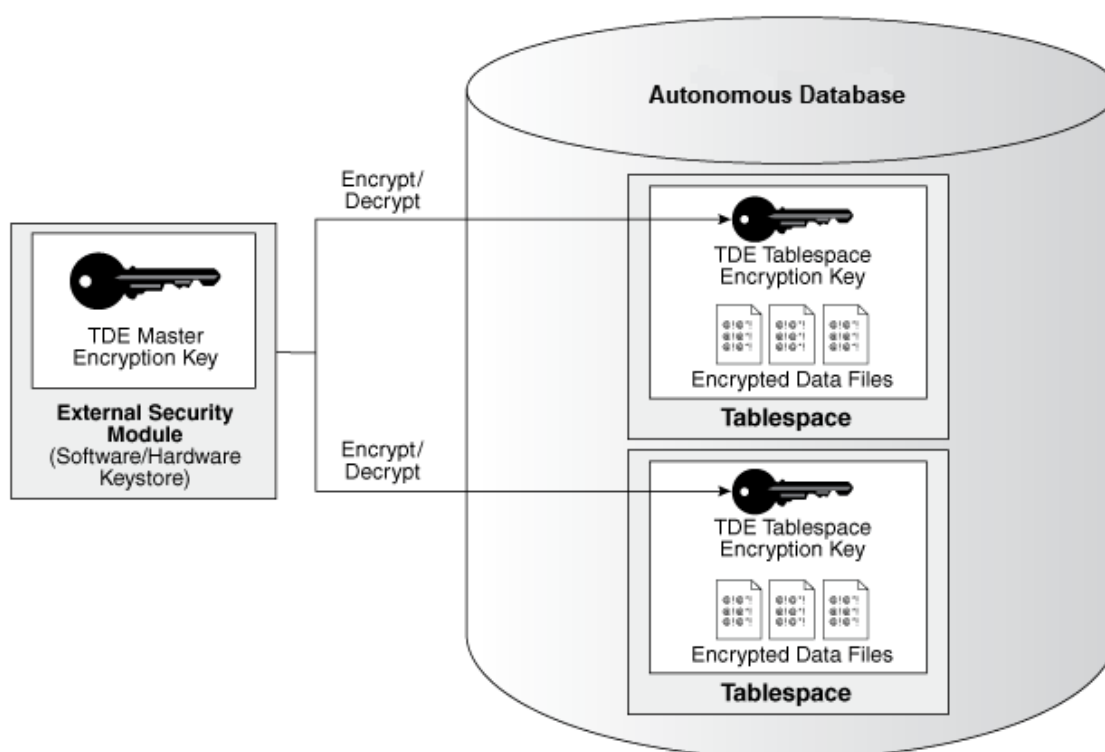 Autonomous Database
Encrypt/
Decrypt
TDE Master
Encryption Key
External Security
Module
(Software/Hardware
Keystore)
TDE Tablespace
Encryption Key
@!@*!
@!@*!
@!@*!
Encrypted Data Files
Tablespace
Encrypt/
Decrypt
TDE Tablespace
Encryption Key
Encrypted Data Files
Tablespace